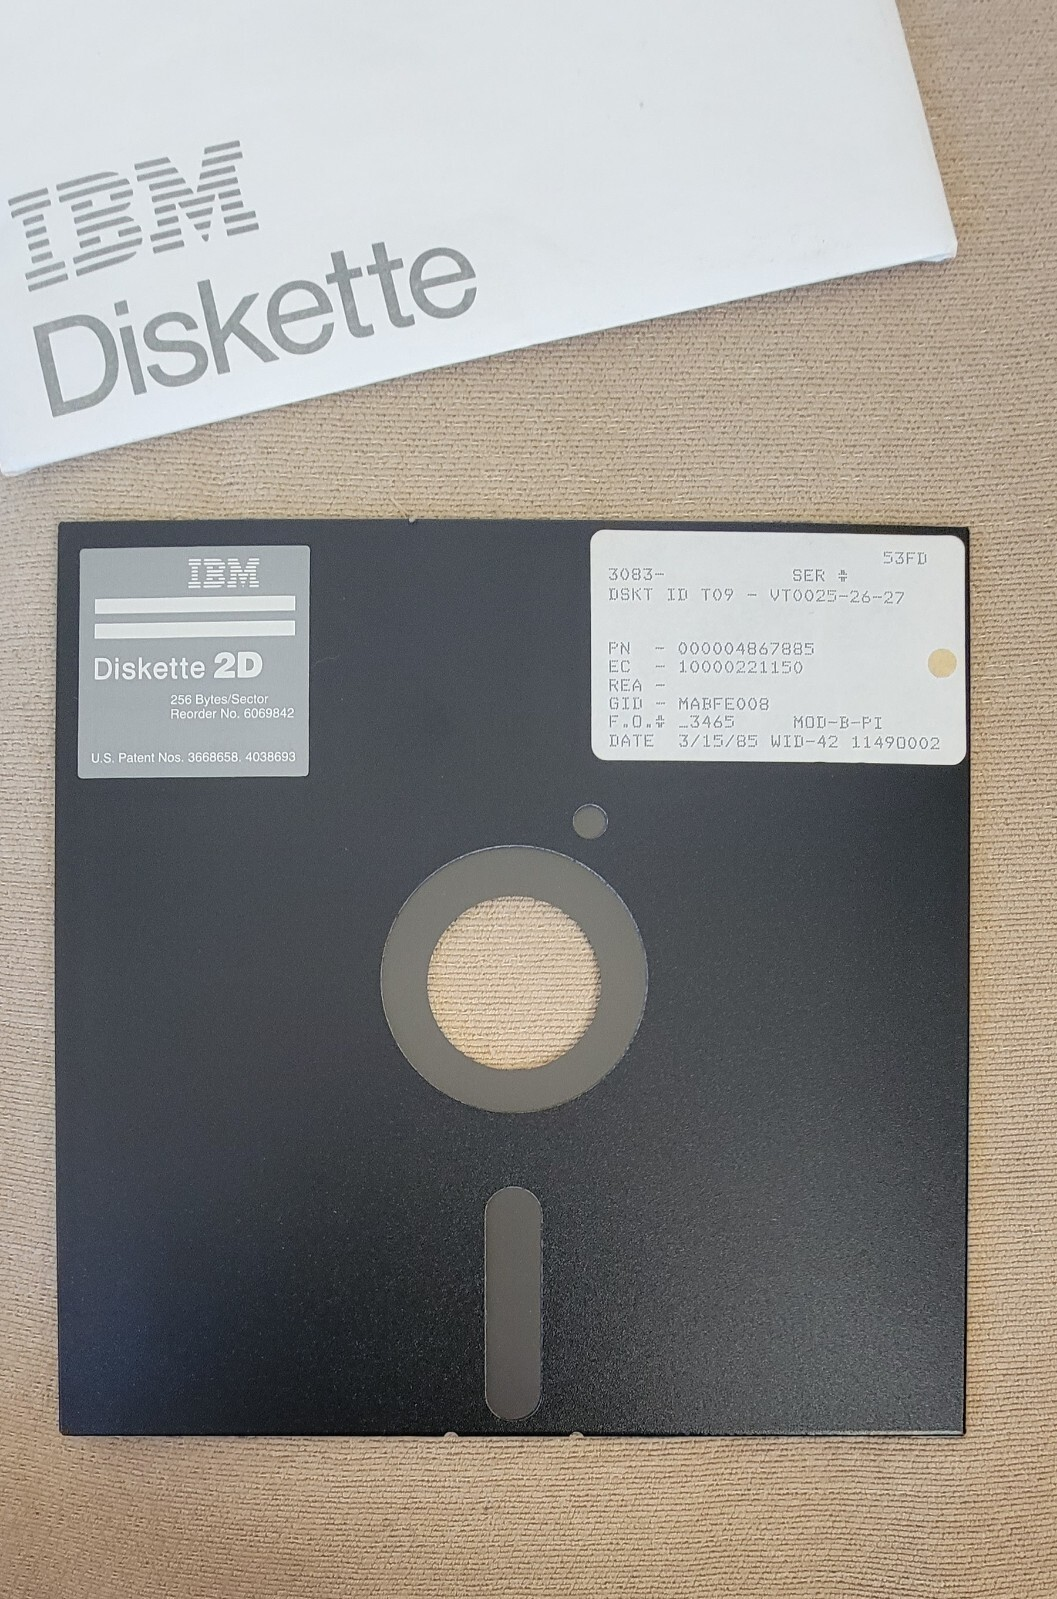 IBM
Diskette
IBM
Diskette 2D
256 Bytes/Sector
Reorder No. 6069842
U.S. Patent Nos. 3668658. 4038693
53FD
3083- SER #
DSKT ID T09 - VT0025-26-27
PN - 000004867885
EC - 10000221150
REA -
GID - MABFE008
F.O.# …3465 MOD-B-PI
DATE 3/15/85 WID-42 11490002